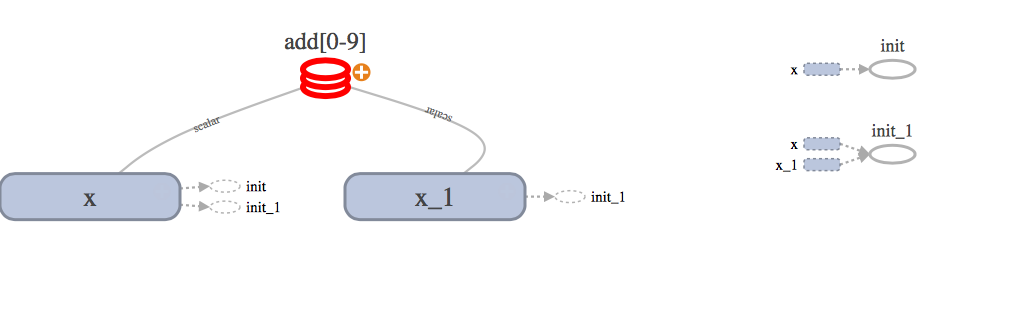 add[0-9]
scalar
scalar
x
init
init_1
x_1
init_1
init
x
init_1
x
x_1